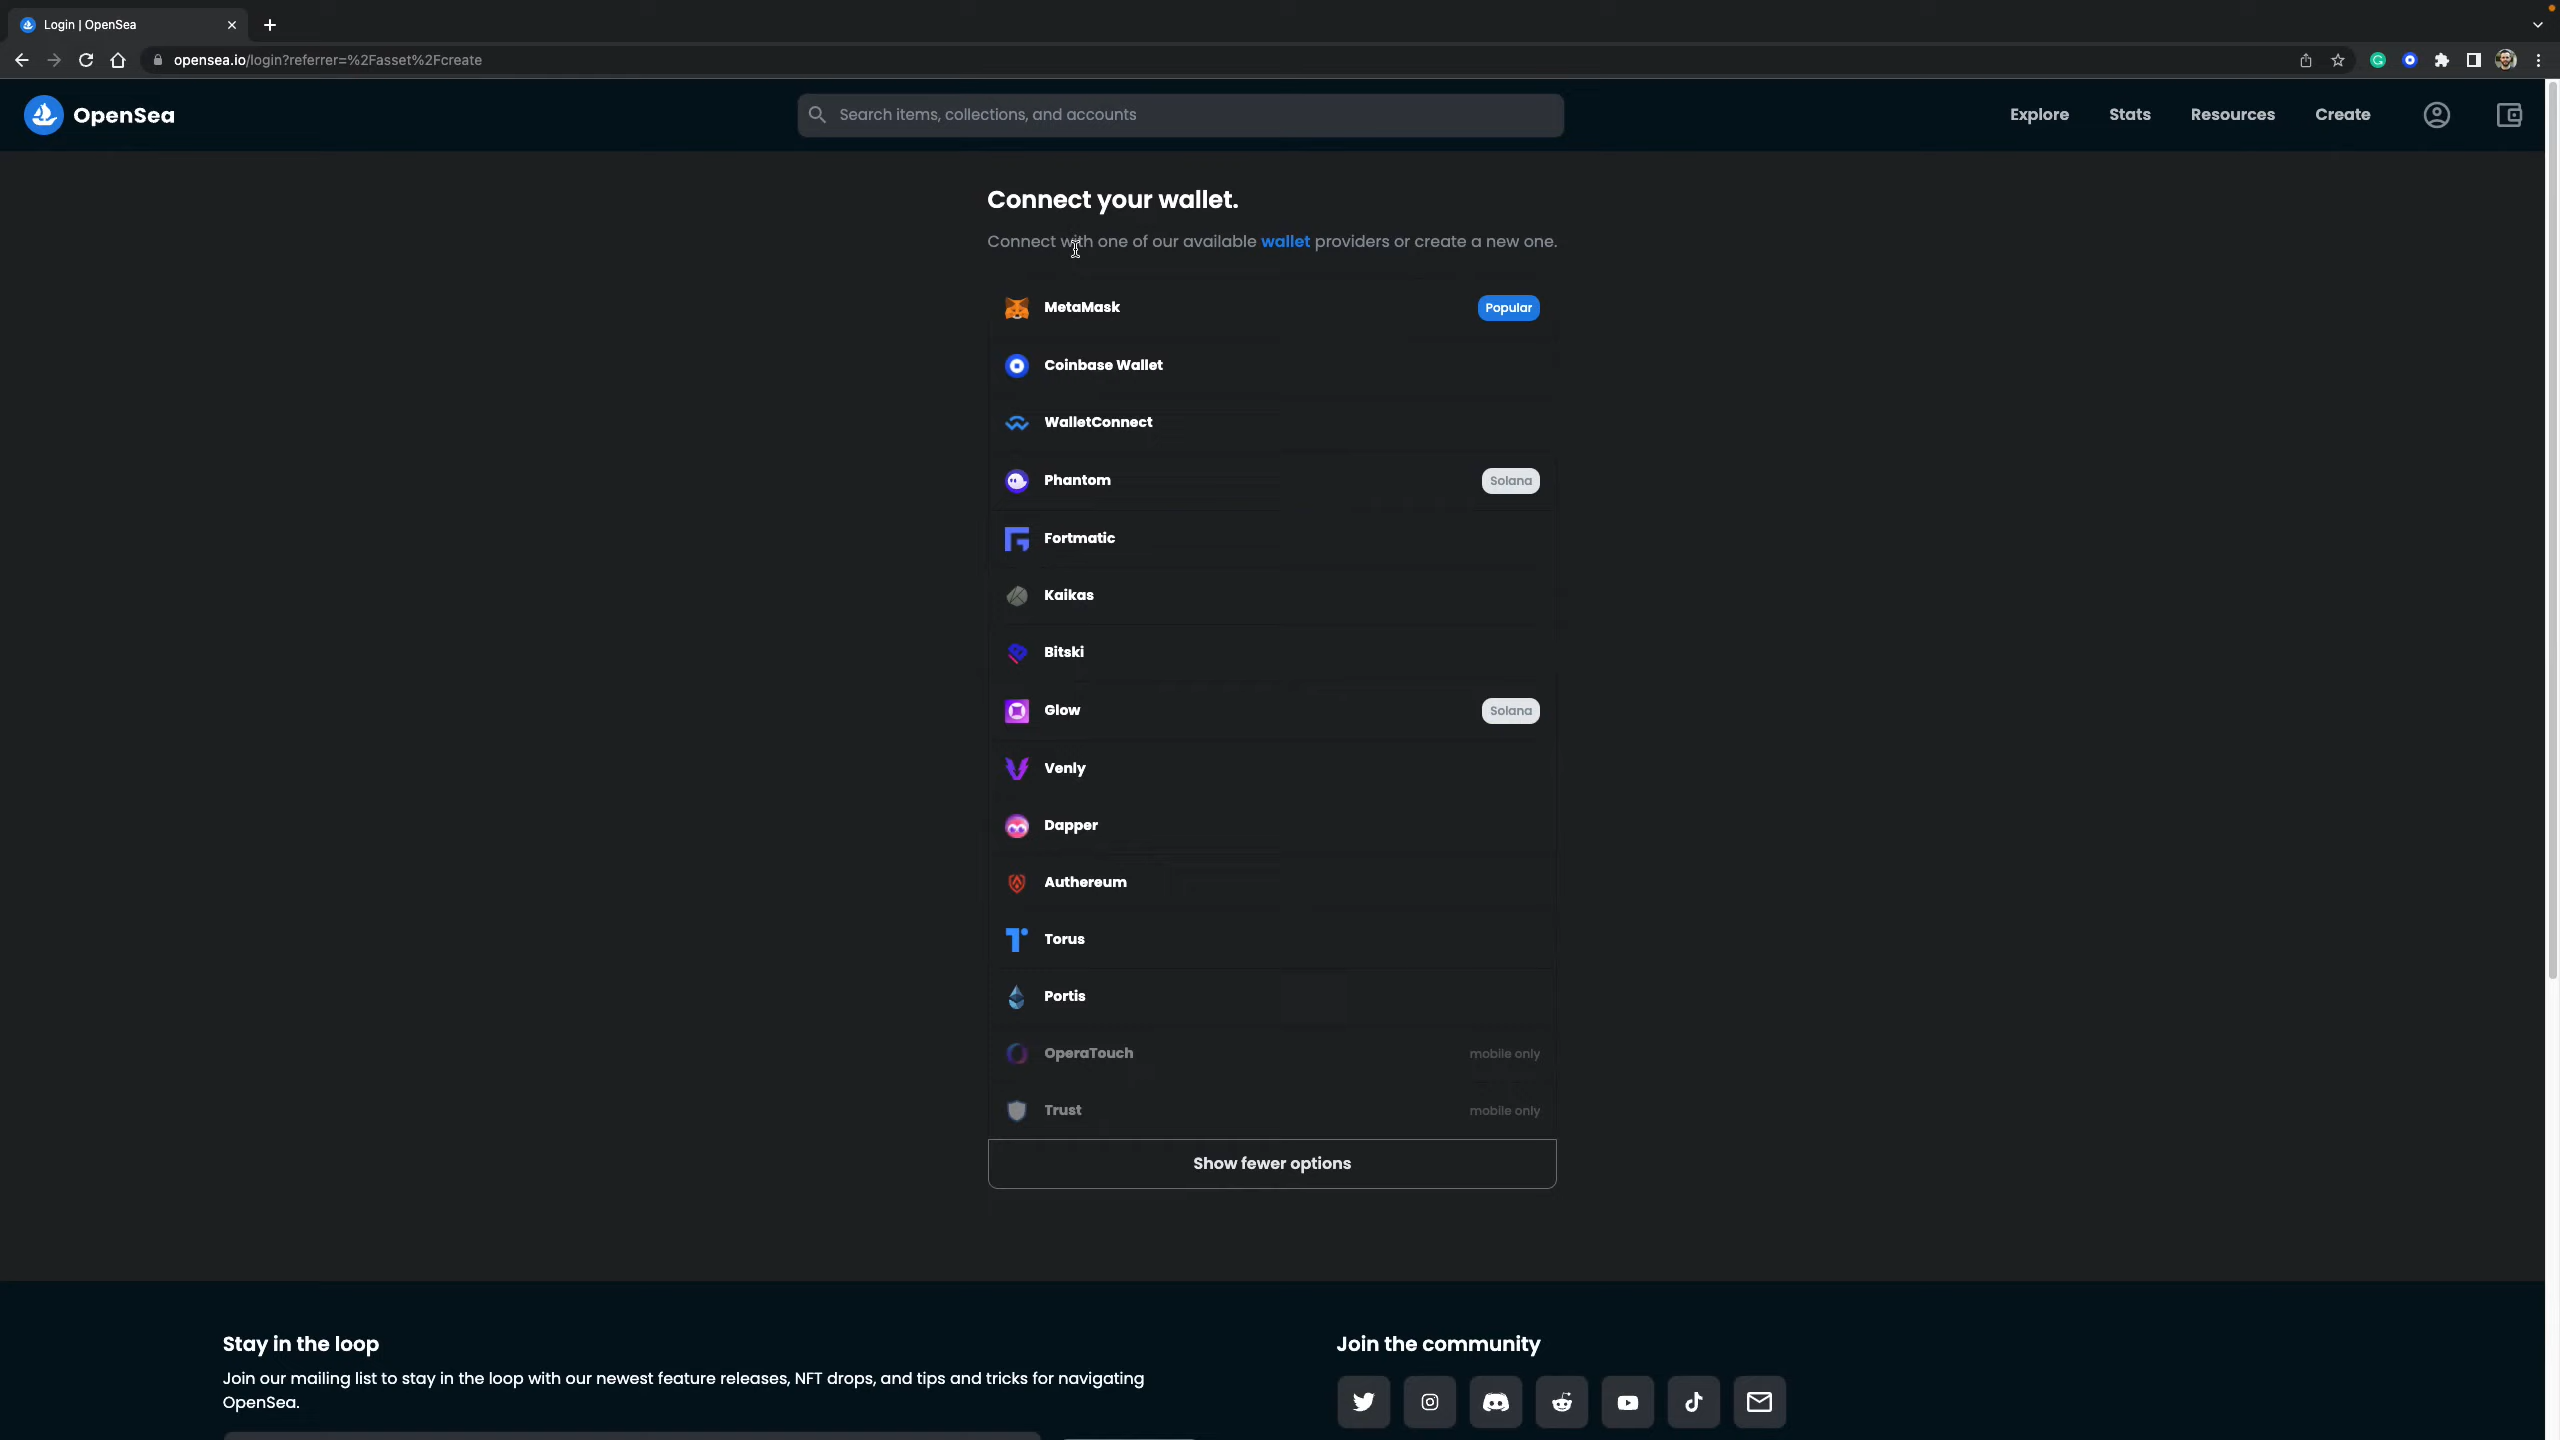 Login | OpenSea
opensea.io/login?referrer=%2Fasset%2Fcreate
OpenSea
Search items, collections, and accounts
Explore
Stats
Resources
Create
Connect your wallet.
Connect with one of our available wallet providers or create a new one.
MetaMask
Popular
Coinbase Wallet
WalletConnect
Phantom
Solana
Fortmatic
Kaikas
Bitski
Glow
Solana
Venly
Dapper
Authereum
Torus
Portis
OperaTouch
mobile only
Trust
mobile only
Show fewer options
Stay in the loop
Join our mailing list to stay in the loop with our newest feature releases, NFT drops, and tips and tricks for navigating
OpenSea.
Join the community